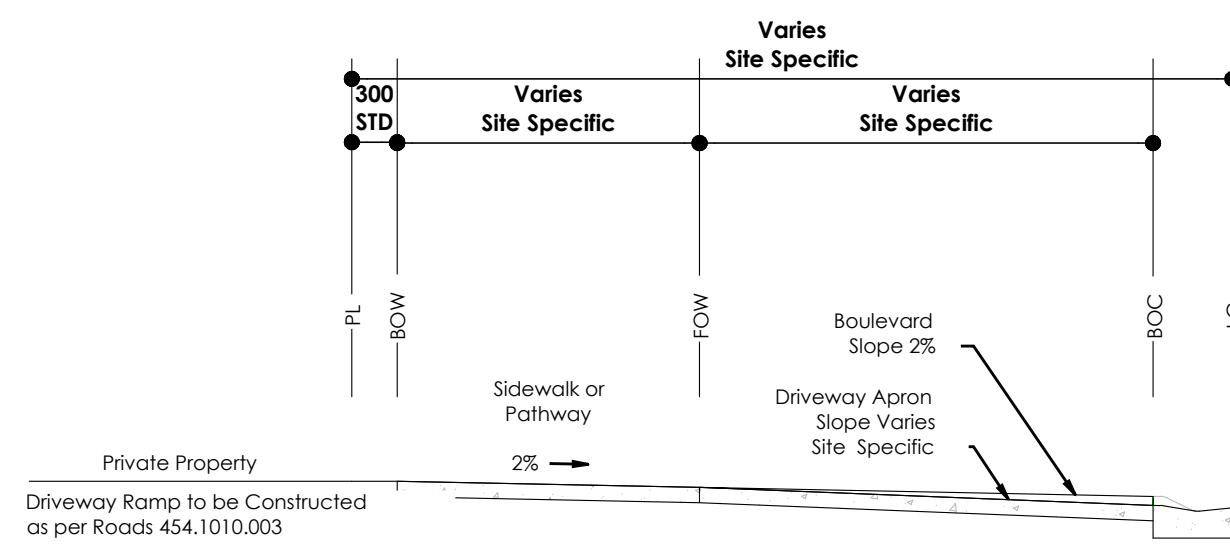 Varies
Site Specific
300
STD
Varies
Site Specific
Varies
Site Specific
PL
BOW
FOW
BOC
Boulevard
Slope 2%
Sidewalk or
Pathway
Driveway Apron
Slope Varies
Site Specific
2%
Private Property
Driveway Ramp to be Constructed
as per Roads 454.1010.003